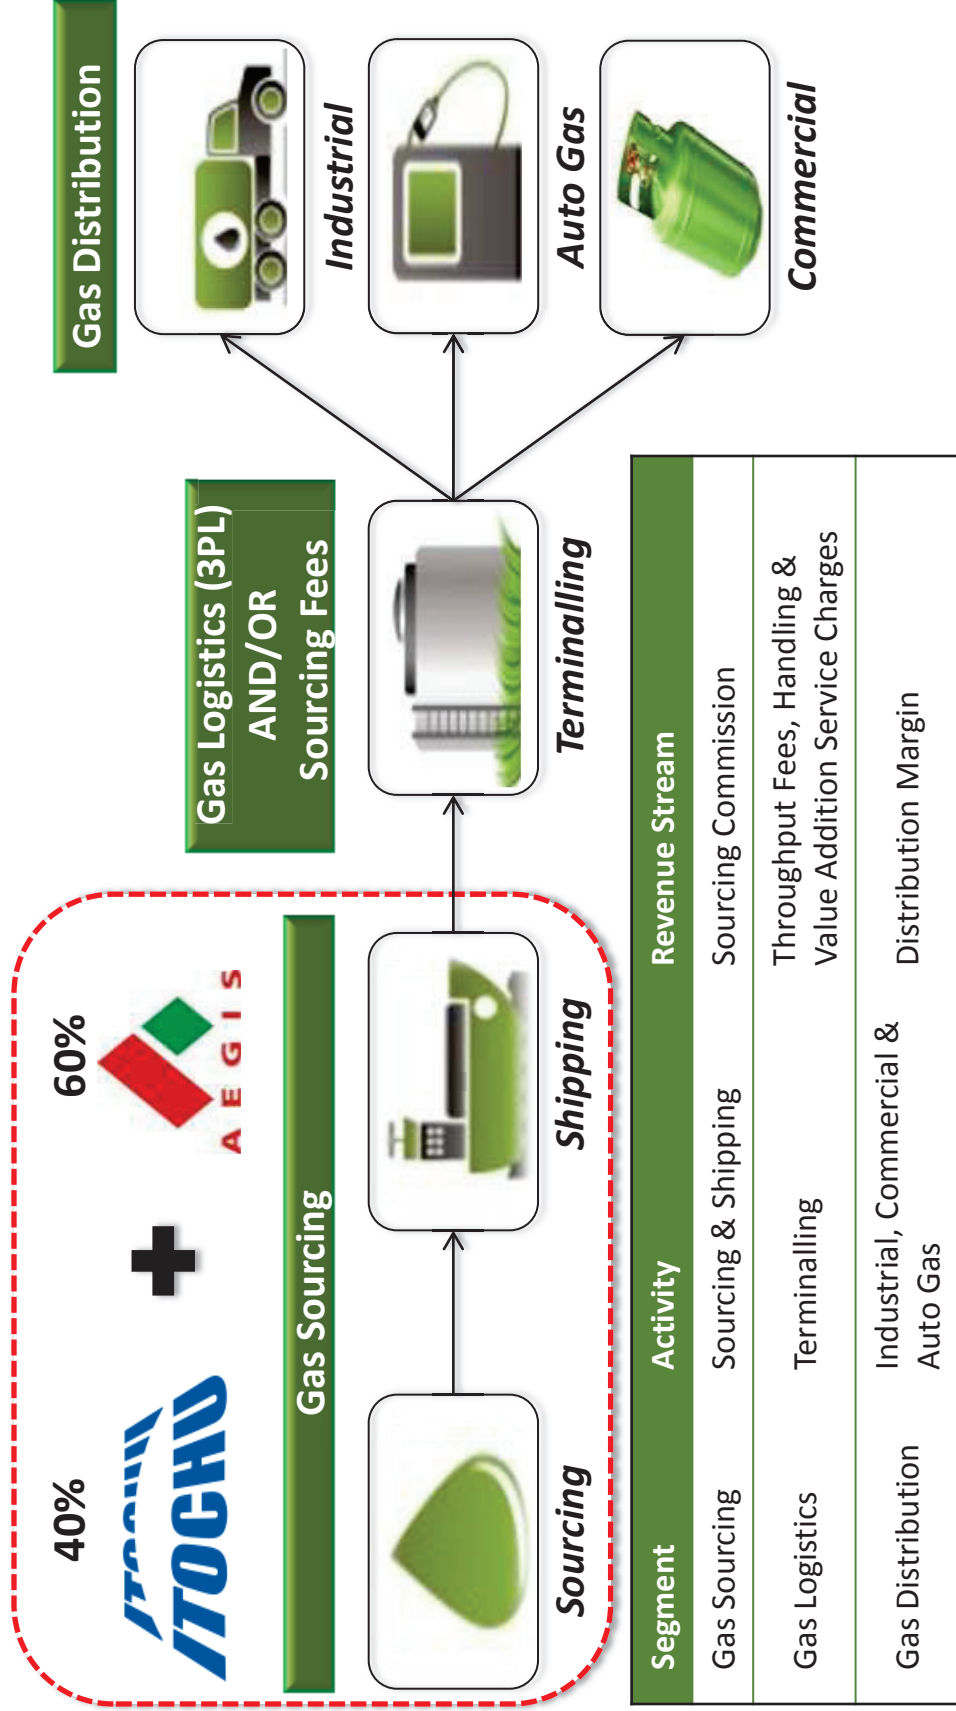 40%
60%
ITOCHU
AEGIS
Gas Sourcing
Gas Logistics (3PL)
AND/OR
Sourcing Fees
Gas Distribution
Sourcing
Shipping
Terminalling
Industrial
Auto Gas
Commercial
Segment Activity Revenue Stream
Gas Sourcing Sourcing & Shipping Sourcing Commission
Gas Logistics Terminalling Throughput Fees, Handling &
Value Addition Service Charges
Gas Distribution Industrial, Commercial &
Auto Gas Distribution Margin